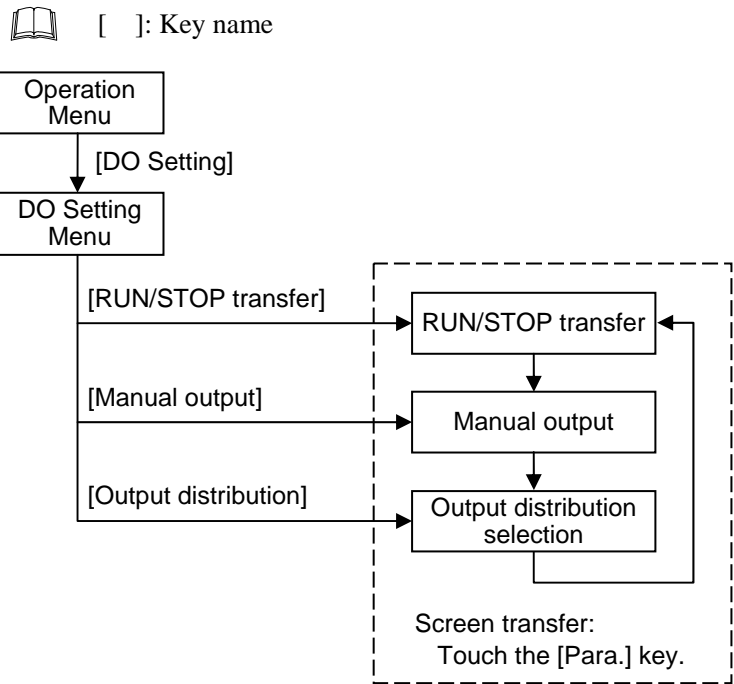 [ ]: Key name
Operation
Menu
[DO Setting]
DO Setting
Menu
[RUN/STOP transfer]
RUN/STOP transfer
[Manual output]
Manual output
[Output distribution]
Output distribution
selection
Screen transfer:
Touch the [Para.] key.